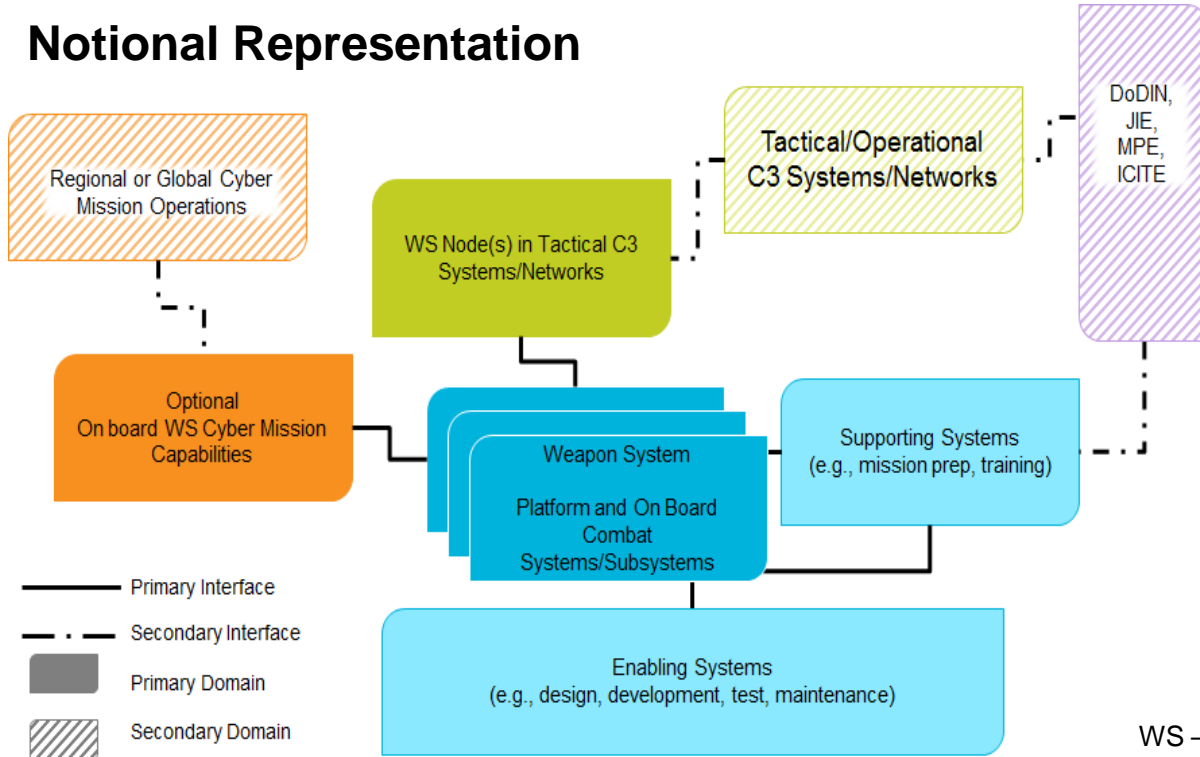 Notional Representation
DoDIN,
JIE,
MPE,
ICITE
Tactical/Operational
C3 Systems/Networks
Regional or Global Cyber
Mission Operations
WS Node(s) in Tactical C3
Systems/Networks
Optional
On board WS Cyber Mission
Capabilities
Weapon System
Platform and On Board
Combat
Systems/Subsystems
Supporting Systems
(e.g., mission prep, training)
Primary Interface
Secondary Interface
Primary Domain
Secondary Domain
Enabling Systems
(e.g., design, development, test, maintenance)
WS –